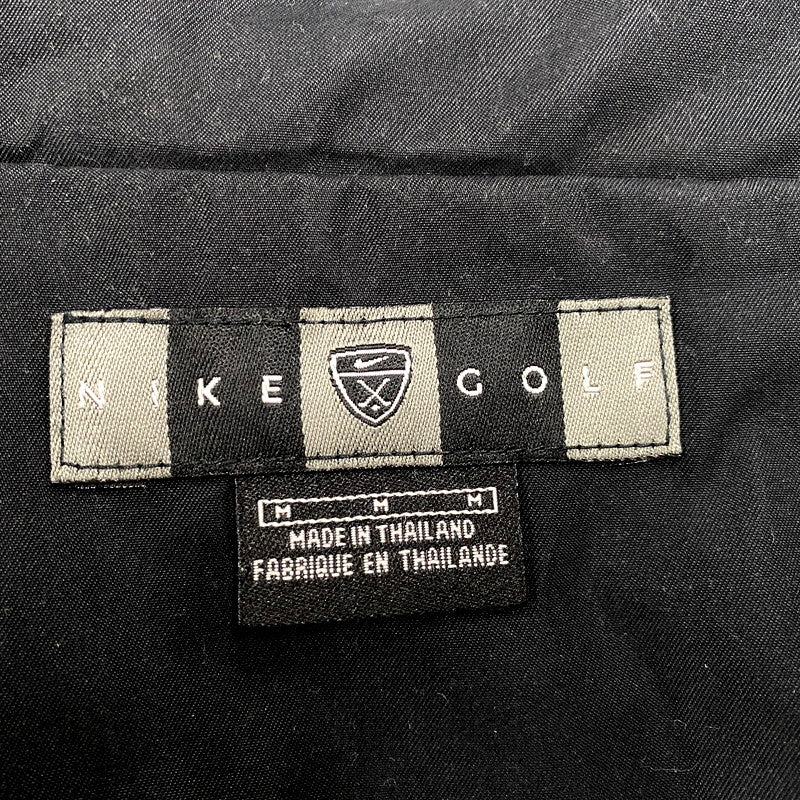 NIKE GOLF
M M M
MADE IN THAILAND
FABRIQUE EN THAILANDE